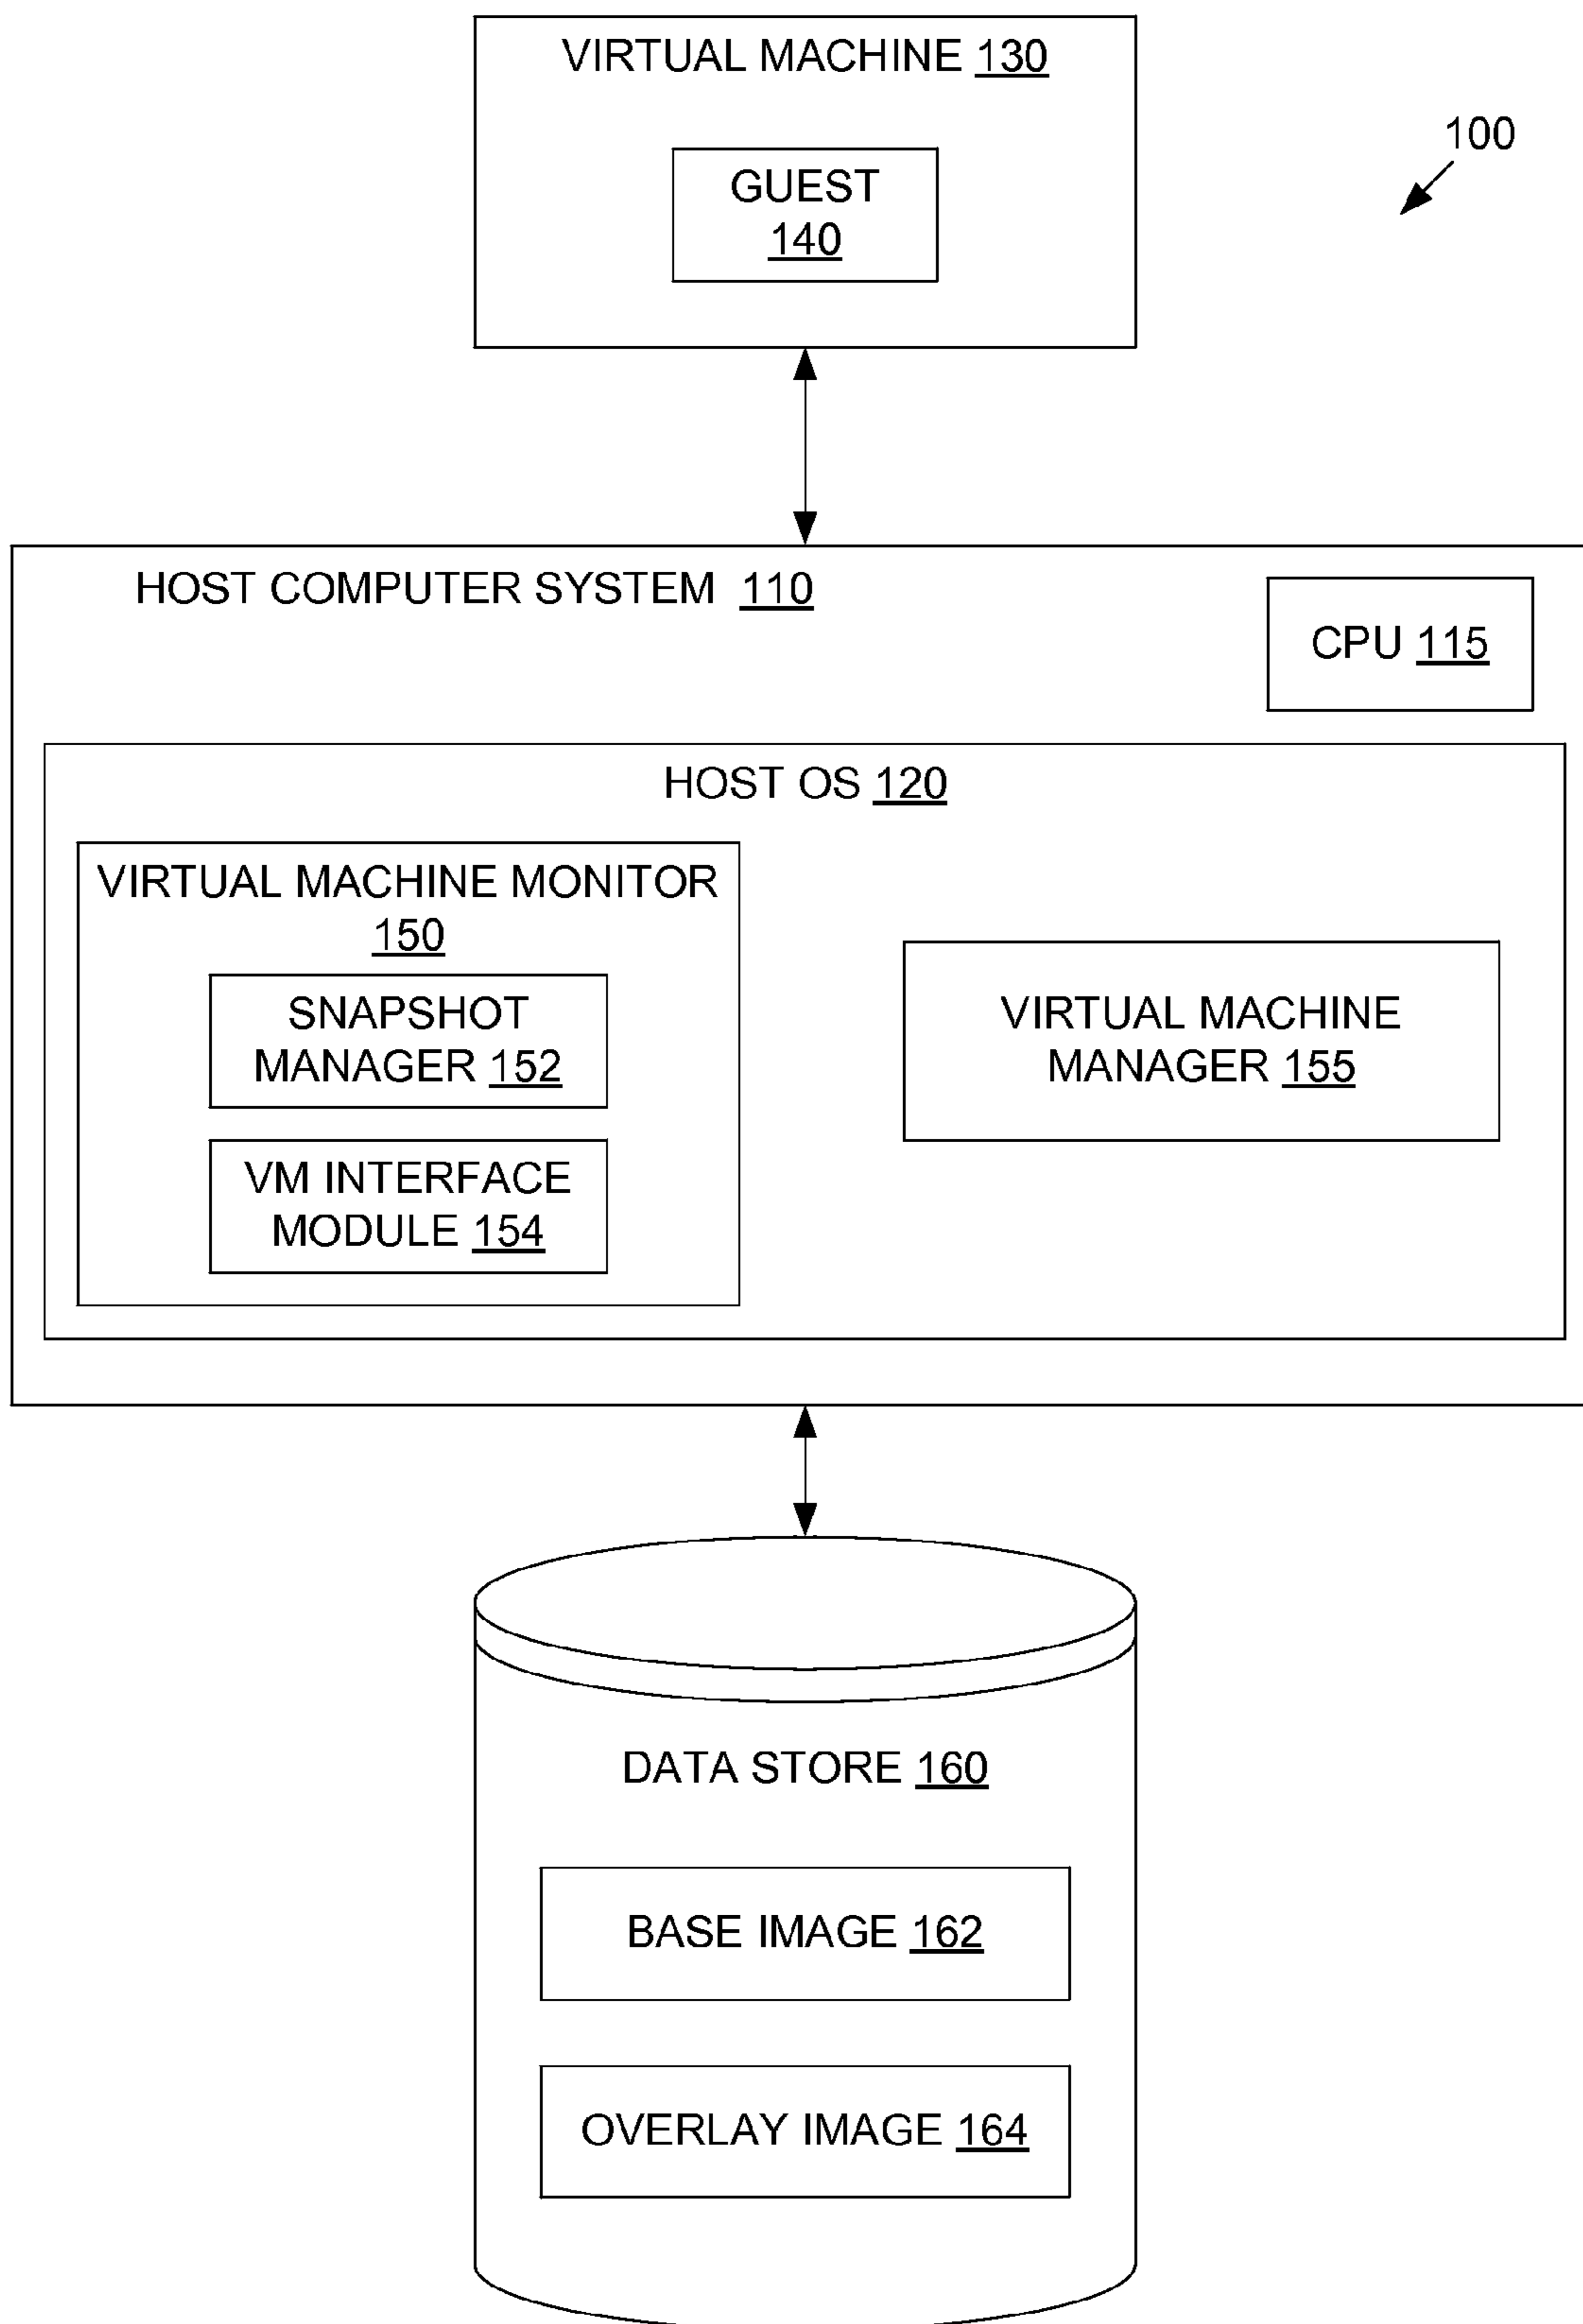 VIRTUAL MACHINE 130
100
GUEST
140
HOST COMPUTER SYSTEM 110
CPU 115
HOST OS 120
VIRTUAL MACHINE MONITOR
150
SNAPSHOT
MANAGER 152
VIRTUAL MACHINE
MANAGER 155
VM INTERFACE
MODULE 154
DATA STORE 160
BASE IMAGE 162
OVERLAY IMAGE 164